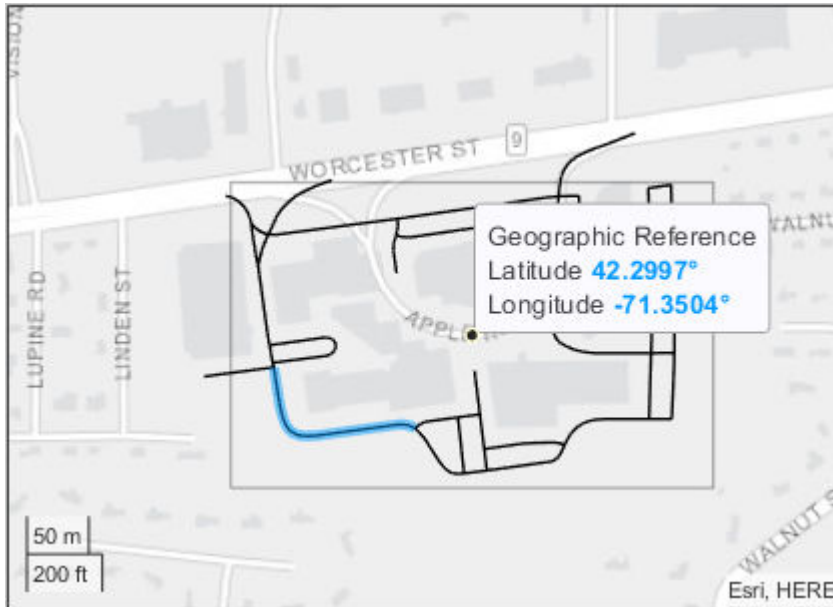 VISION
WORCESTER ST
9
WALNU
Geographic Reference
Latitude 42.2997°
Longitude -71.3504°
LUPINE RD
LINDEN ST
APPLE
50 m
200 ft
WALNUT S
Esri, HERE